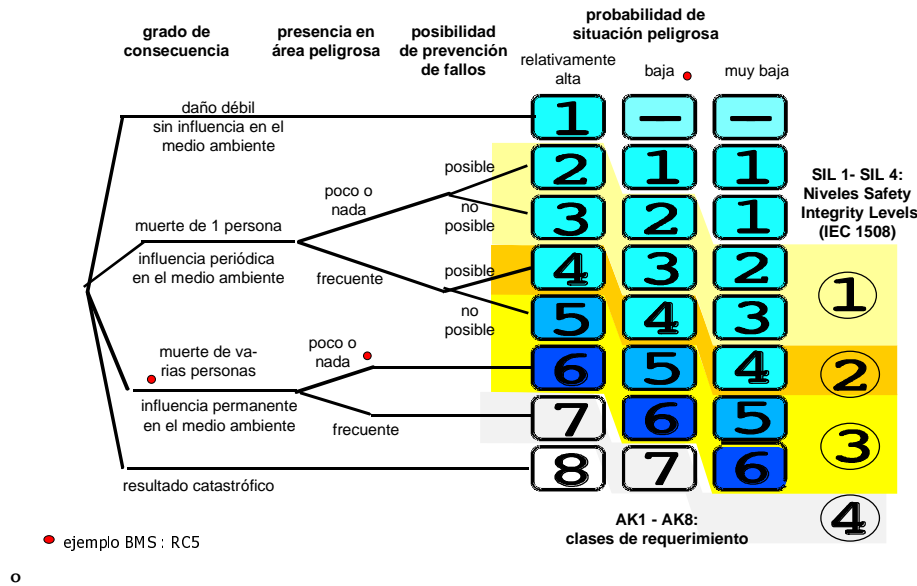 grado de
consecuencia
presencia en
área peligrosa
posibilidad
de prevención
de fallos
probabilidad de
situación peligrosa
relativamente
alta
baja
muy baja
daño débil
sin influencia en el
medio ambiente
1 — —
posible
2 1 1
poco o
nada
no
posible
3 2 1
muerte de 1 persona
influencia periódica
en el medio ambiente
frecuente
posible
4 3 2
no
posible
5 4 3
muerte de va-
rias personas
poco o
nada
6 5 4
influencia permanente
en el medio ambiente
frecuente
7 6 5
resultado catastrófico
8 7 6
SIL 1- SIL 4:
Niveles Safety
Integrity Levels
(IEC 1508)
1
2
3
4
AK1 - AK8:
clases de requerimiento
ejemplo BMS : RC5
o